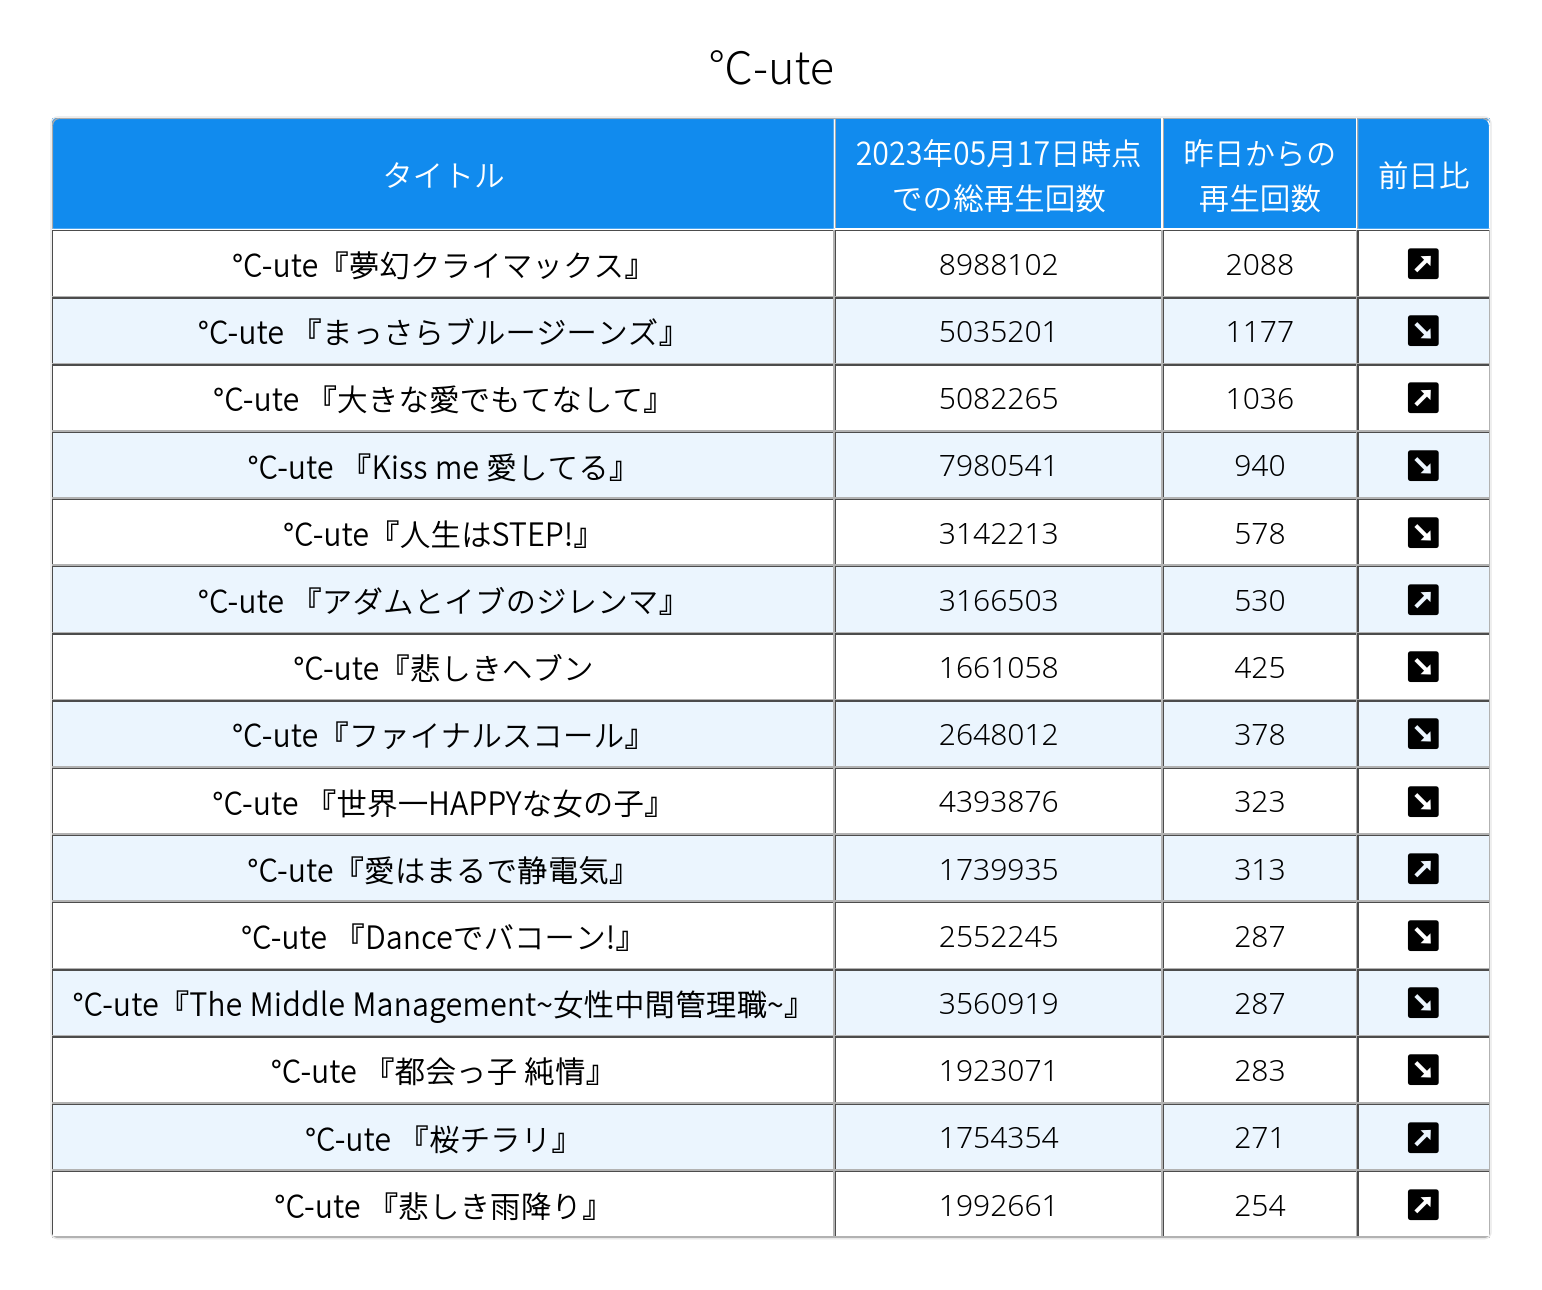 ℃-ute
タイトル
2023年05月17日時点
での総再生回数
昨日からの
再生回数
前日比
℃-ute『夢幻クライマックス』 8988102 2088 ↗
℃-ute 『まっさらブルージーンズ』 5035201 1177 ↘
℃-ute 『大きな愛でもてなして』 5082265 1036 ↗
℃-ute 『Kiss me 愛してる』 7980541 940 ↘
℃-ute『人生はSTEP!』 3142213 578 ↘
℃-ute 『アダムとイブのジレンマ』 3166503 530 ↗
℃-ute『悲しきヘブン 1661058 425 ↘
℃-ute『ファイナルスコール』 2648012 378 ↘
℃-ute 『世界一HAPPYな女の子』 4393876 323 ↘
℃-ute『愛はまるで静電気』 1739935 313 ↗
℃-ute 『Danceでバコーン!』 2552245 287 ↘
℃-ute『The Middle Management~女性中間管理職~』 3560919 287 ↘
℃-ute 『都会っ子 純情』 1923071 283 ↘
℃-ute 『桜チラリ』 1754354 271 ↗
℃-ute 『悲しき雨降り』 1992661 254 ↗